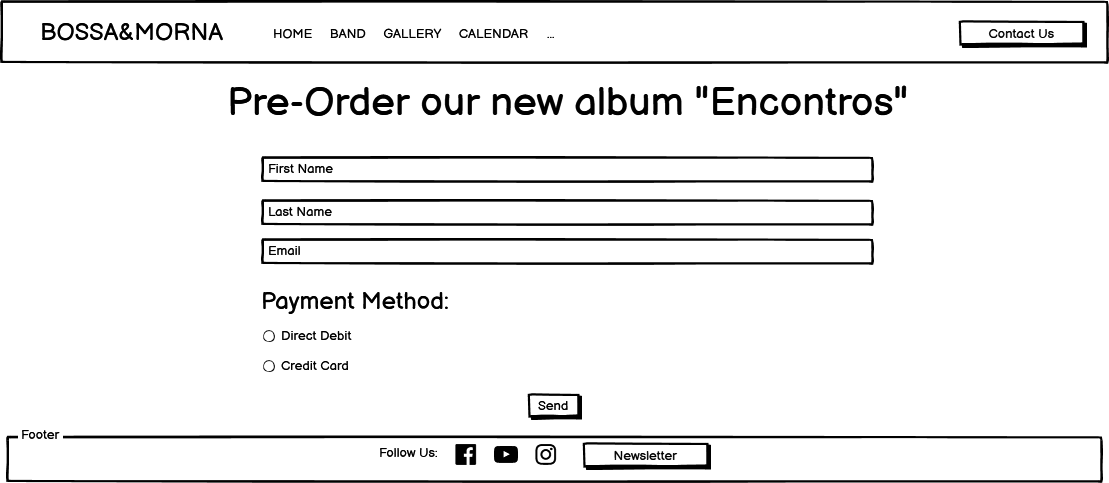 BOSSA&MORNA HOME BAND GALLERY CALENDAR ... Contact Us
Pre-Order our new album "Encontros"
First Name
Last Name
Email
Payment Method:
Direct Debit
Credit Card
Send
Footer
Follow Us: Newsletter